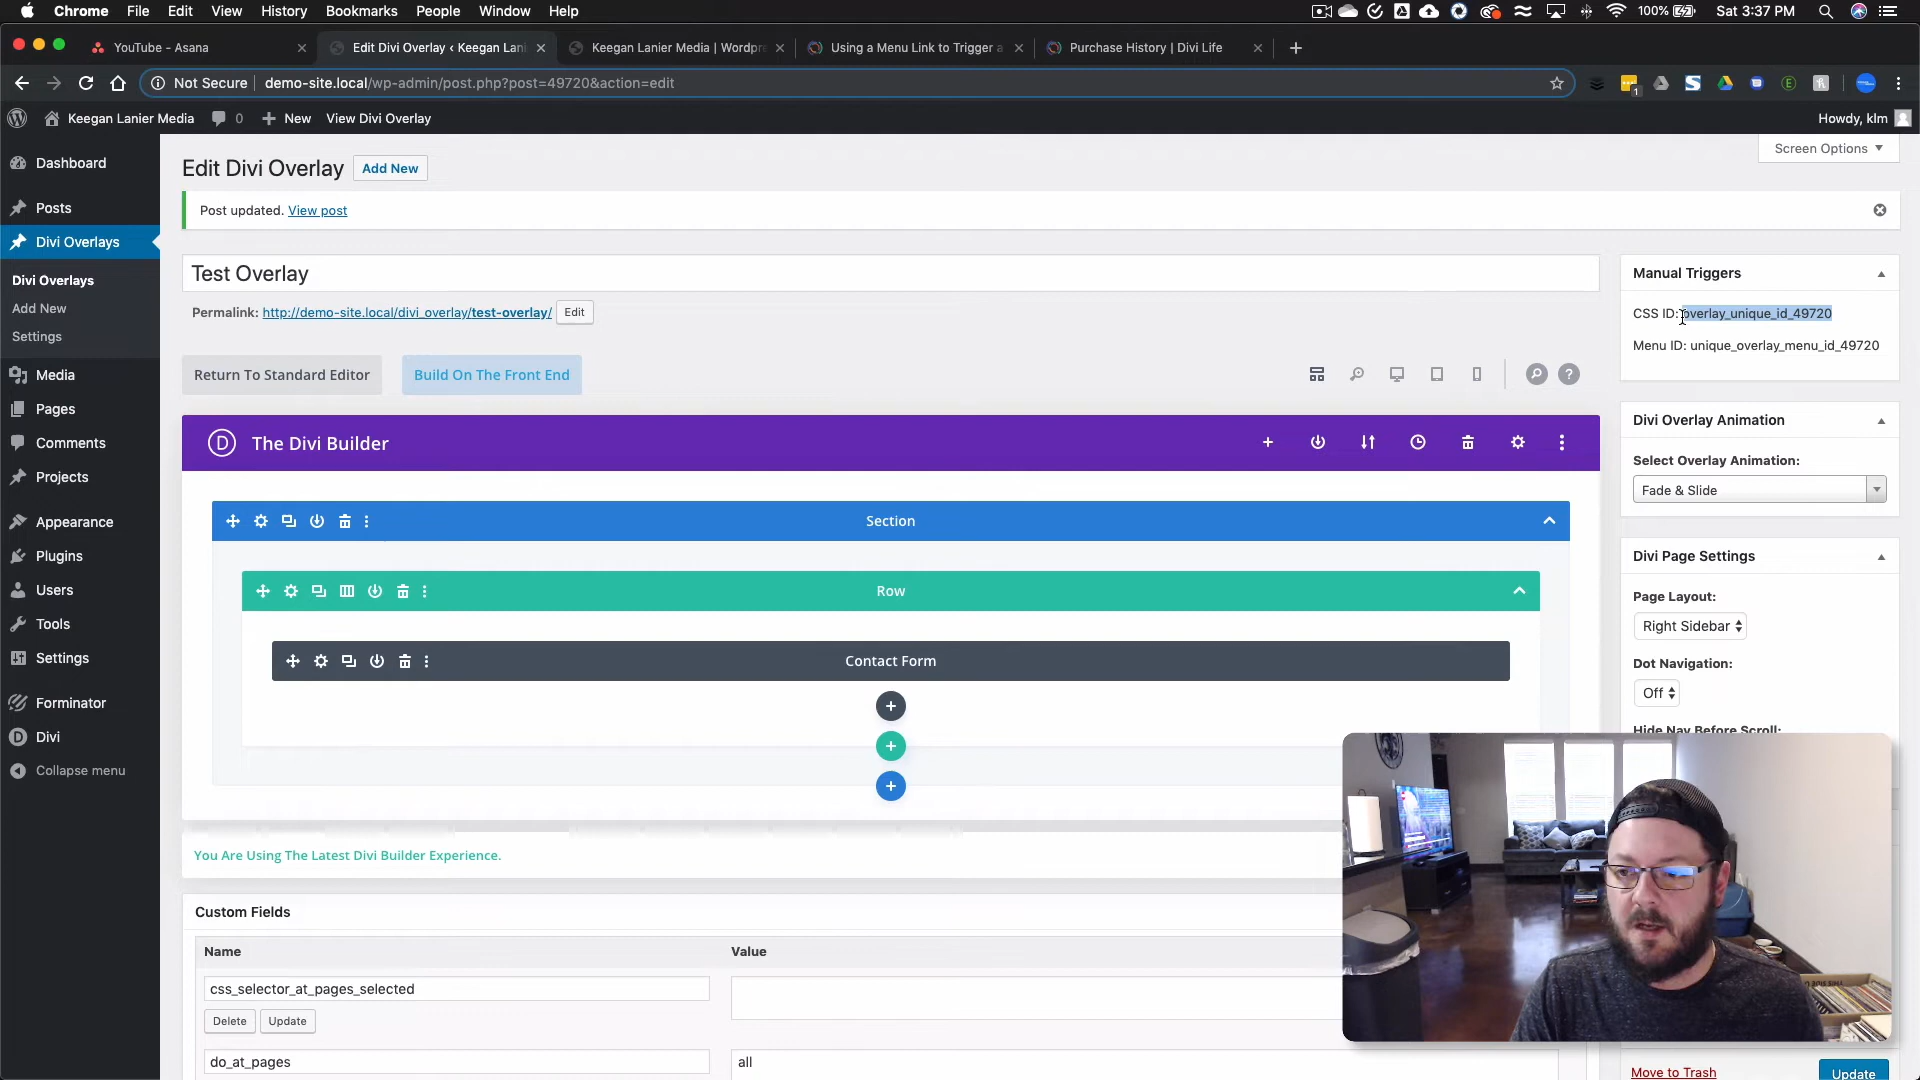 Chrome File Edit View History Bookmarks People Window Help
100% Sat 3:37 PM
YouTube - Asana
Edit Divi Overlay ‹ Keegan Lani
Keegan Lanier Media | Wordpre
Using a Menu Link to Trigger a
Purchase History | Divi Life
Not Secure demo-site.local/wp-admin/post.php?post=49720&action=edit
1
Keegan Lanier Media 0 New View Divi Overlay Howdy, klm
Screen Options
Dashboard
Posts
Divi Overlays
Divi Overlays
Add New
Settings
Media
Pages
Comments
Projects
Appearance
Plugins
Users
Tools
Settings
Forminator
Divi
Collapse menu
Edit Divi Overlay Add New
Post updated. View post
Test Overlay
Permalink: http://demo-site.local/divi_overlay/test-overlay/ Edit
Return To Standard Editor Build On The Front End
The Divi Builder
Section
Row
Contact Form
You Are Using The Latest Divi Builder Experience.
Custom Fields
Name Value
css_selector_at_pages_selected
Delete Update
do_at_pages all
Manual Triggers
CSS ID: overlay_unique_id_49720
Menu ID: unique_overlay_menu_id_49720
Divi Overlay Animation
Select Overlay Animation:
Fade & Slide
Divi Page Settings
Page Layout:
Right Sidebar
Dot Navigation:
Off
Hide Nav Before Scroll:
Move to Trash Update